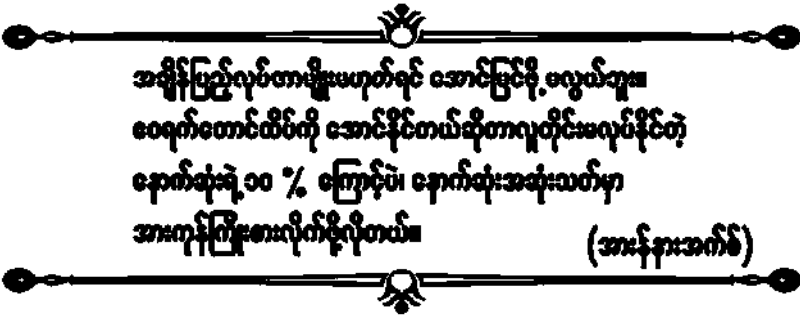 အချိန်ပြည့်လုပ်တာမျိုးမဟုတ်ရင် အောင်မြင်ဖို့ မလွယ်ဘူး။
ဧဝရက်တောင်ထိပ်ကို အောင်နိုင်တယ်ဆိုတာလူတိုင်းမလုပ်နိုင်တဲ့
နောက်ဆုံးရဲ့ ၁၀ % ကြောင့်ပဲ၊ နောက်ဆုံးအဆုံးသတ်မှာ
အားကုန်ကြိုးစားလိုက်ဖို့လိုတယ်။
(အားန်နားအက်စ်)